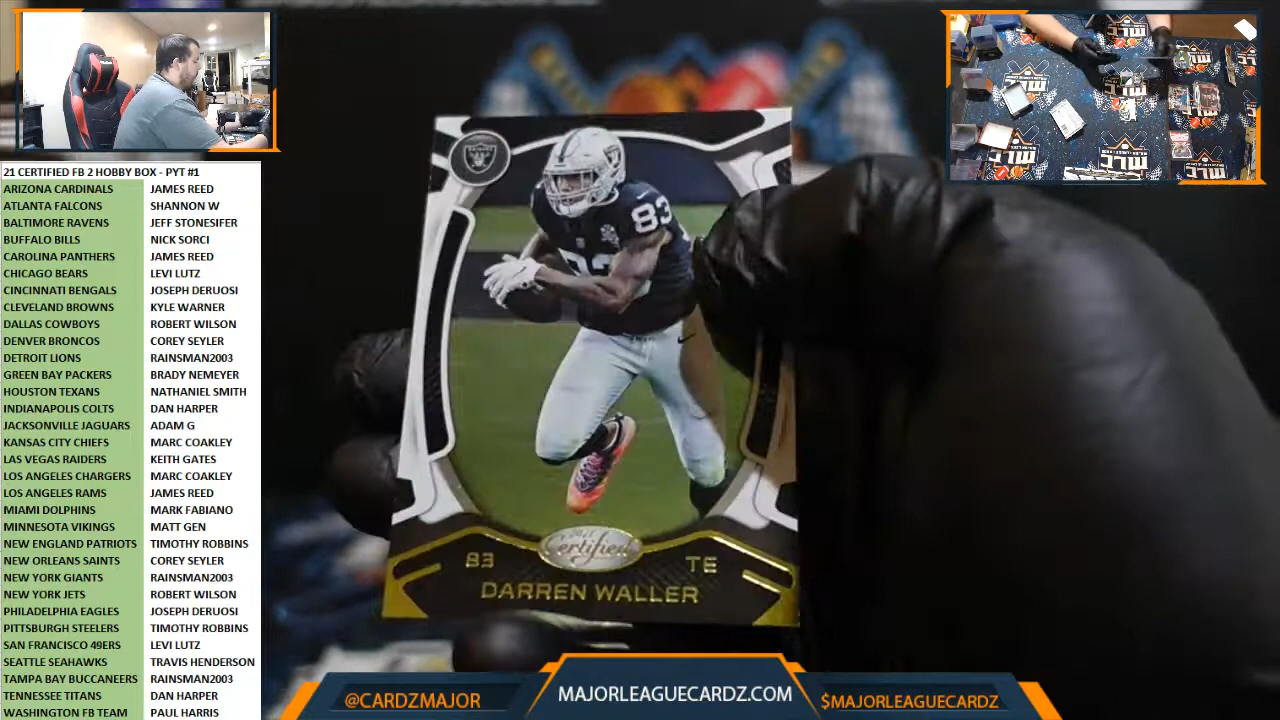 21 CERTIFIED FB 2 HOBBY BOX - PYT #1
ARIZONA CARDINALS JAMES REED
ATLANTA FALCONS SHANNON W
BALTIMORE RAVENS JEFF STONESIFER
BUFFALO BILLS NICK SORCI
CAROLINA PANTHERS JAMES REED
CHICAGO BEARS LEVI LUTZ
CINCINNATI BENGALS JOSEPH DERUOSI
CLEVELAND BROWNS KYLE WARNER
DALLAS COWBOYS ROBERT WILSON
DENVER BRONCOS COREY SEYLER
DETROIT LIONS RAINSMAN2003
GREEN BAY PACKERS BRADY NEMEYER
HOUSTON TEXANS NATHANIEL SMITH
INDIANAPOLIS COLTS DAN HARPER
JACKSONVILLE JAGUARS ADAM G
KANSAS CITY CHIEFS MARC COAKLEY
LAS VEGAS RAIDERS KEITH GATES
LOS ANGELES CHARGERS MARC COAKLEY
LOS ANGELES RAMS JAMES REED
MIAMI DOLPHINS MARK FABIANO
MINNESOTA VIKINGS MATT GEN
NEW ENGLAND PATRIOTS TIMOTHY ROBBINS
NEW ORLEANS SAINTS COREY SEYLER
NEW YORK GIANTS RAINSMAN2003
NEW YORK JETS ROBERT WILSON
PHILADELPHIA EAGLES JOSEPH DERUOSI
PITTSBURGH STEELERS TIMOTHY ROBBINS
SAN FRANCISCO 49ERS LEVI LUTZ
SEATTLE SEAHAWKS TRAVIS HENDERSON
TAMPA BAY BUCCANEERS RAINSMAN2003
TENNESSEE TITANS DAN HARPER
WASHINGTON FB TEAM PAUL HARRIS
RAIDERS
83
2021
Certified
83 TE
DARREN WALLER
@CARDZMAJOR
MAJORLEAGUECARDZ.COM
$MAJORLEAGUECARDZ
MLC